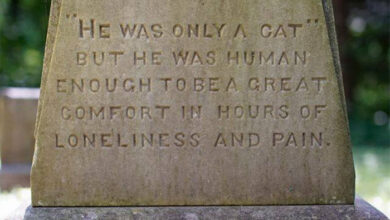 "HE WAS ONLY A CAT"
BUT HE WAS HUMAN
ENOUGH TO BE A GREAT
COMFORT IN HOURS OF
LONELINESS AND PAIN.